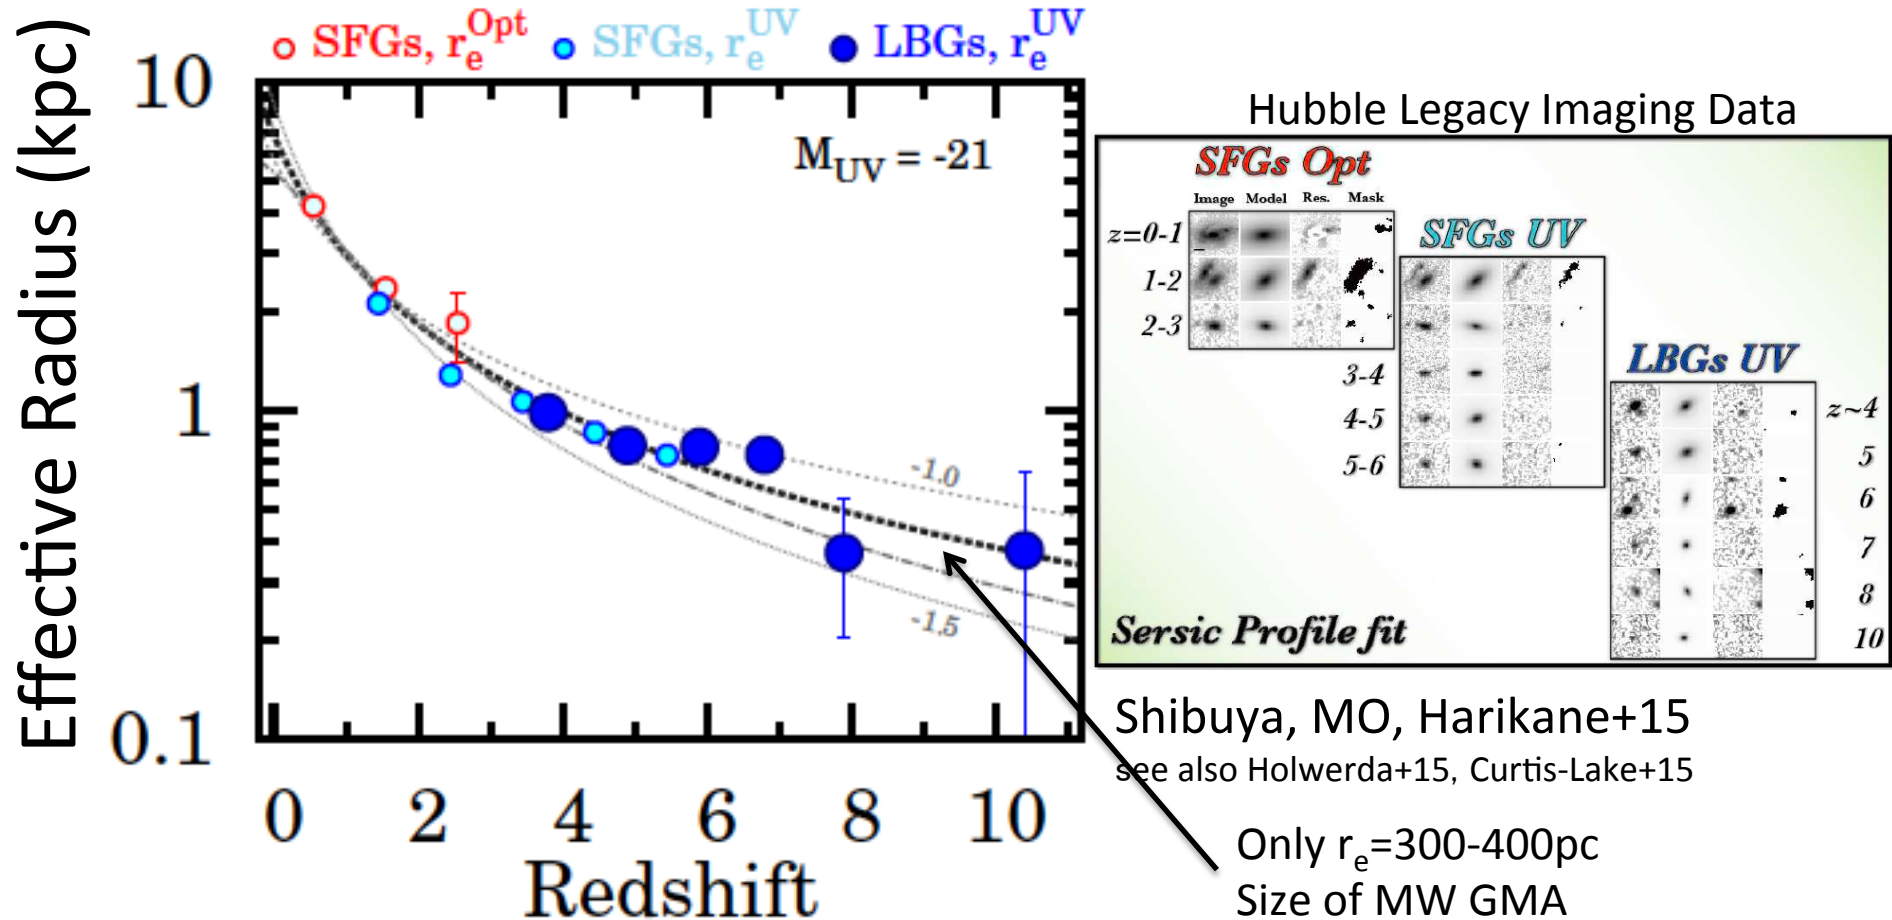 SFGs, r_e^Opt SFGs, r_e^UV LBGs, r_e^UV
Effective Radius (kpc)
10
1
0.1
M_UV = -21
-1.0
-1.5
0 2 4 6 8 10
Redshift
Hubble Legacy Imaging Data
SFGs Opt
Image Model Res. Mask
z=0-1
1-2
2-3
SFGs UV
3-4
4-5
5-6
LBGs UV
z~4
5
6
7
8
10
Sersic Profile fit
Shibuya, MO, Harikane+15
see also Holwerda+15, Curtis-Lake+15
Only r_e=300-400pc
Size of MW GMA